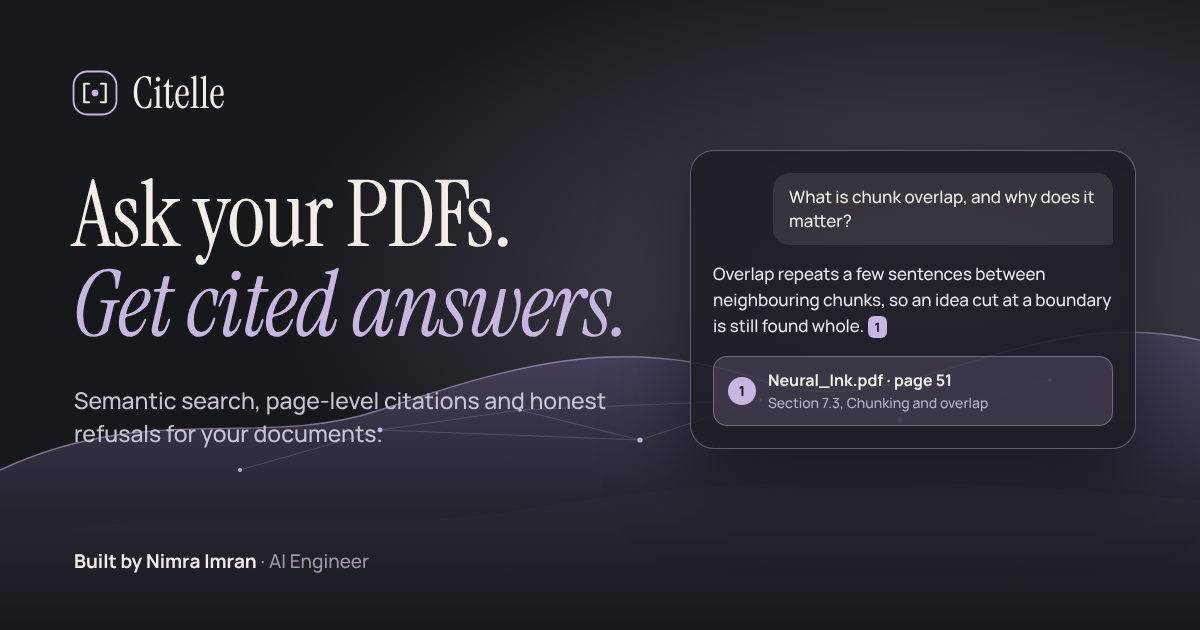 Citelle
Ask your PDFs.
Get cited answers.
Semantic search, page-level citations and honest
refusals for your documents.
Built by Nimra Imran · AI Engineer
What is chunk overlap, and why does it
matter?
Overlap repeats a few sentences between
neighbouring chunks, so an idea cut at a boundary
is still found whole. 1
1
Neural_Ink.pdf · page 51
Section 7.3, Chunking and overlap